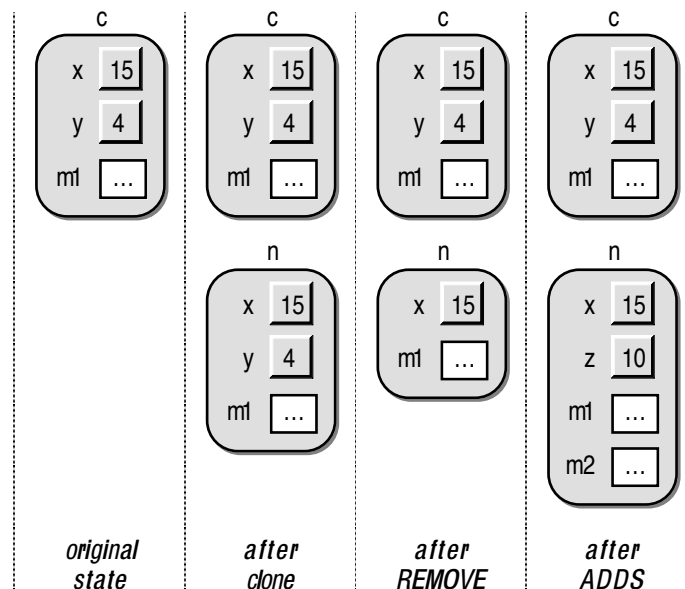 c c c c
x 15 x 15 x 15 x 15
y 4 y 4 y 4 y 4
m1 ... m1 ... m1 ... m1 ...
n n n
x 15 x 15 x 15
y 4 m1 ... z 10
m1 ... m1 ...
m2 ...
original after after after
state clone REMOVE ADDS